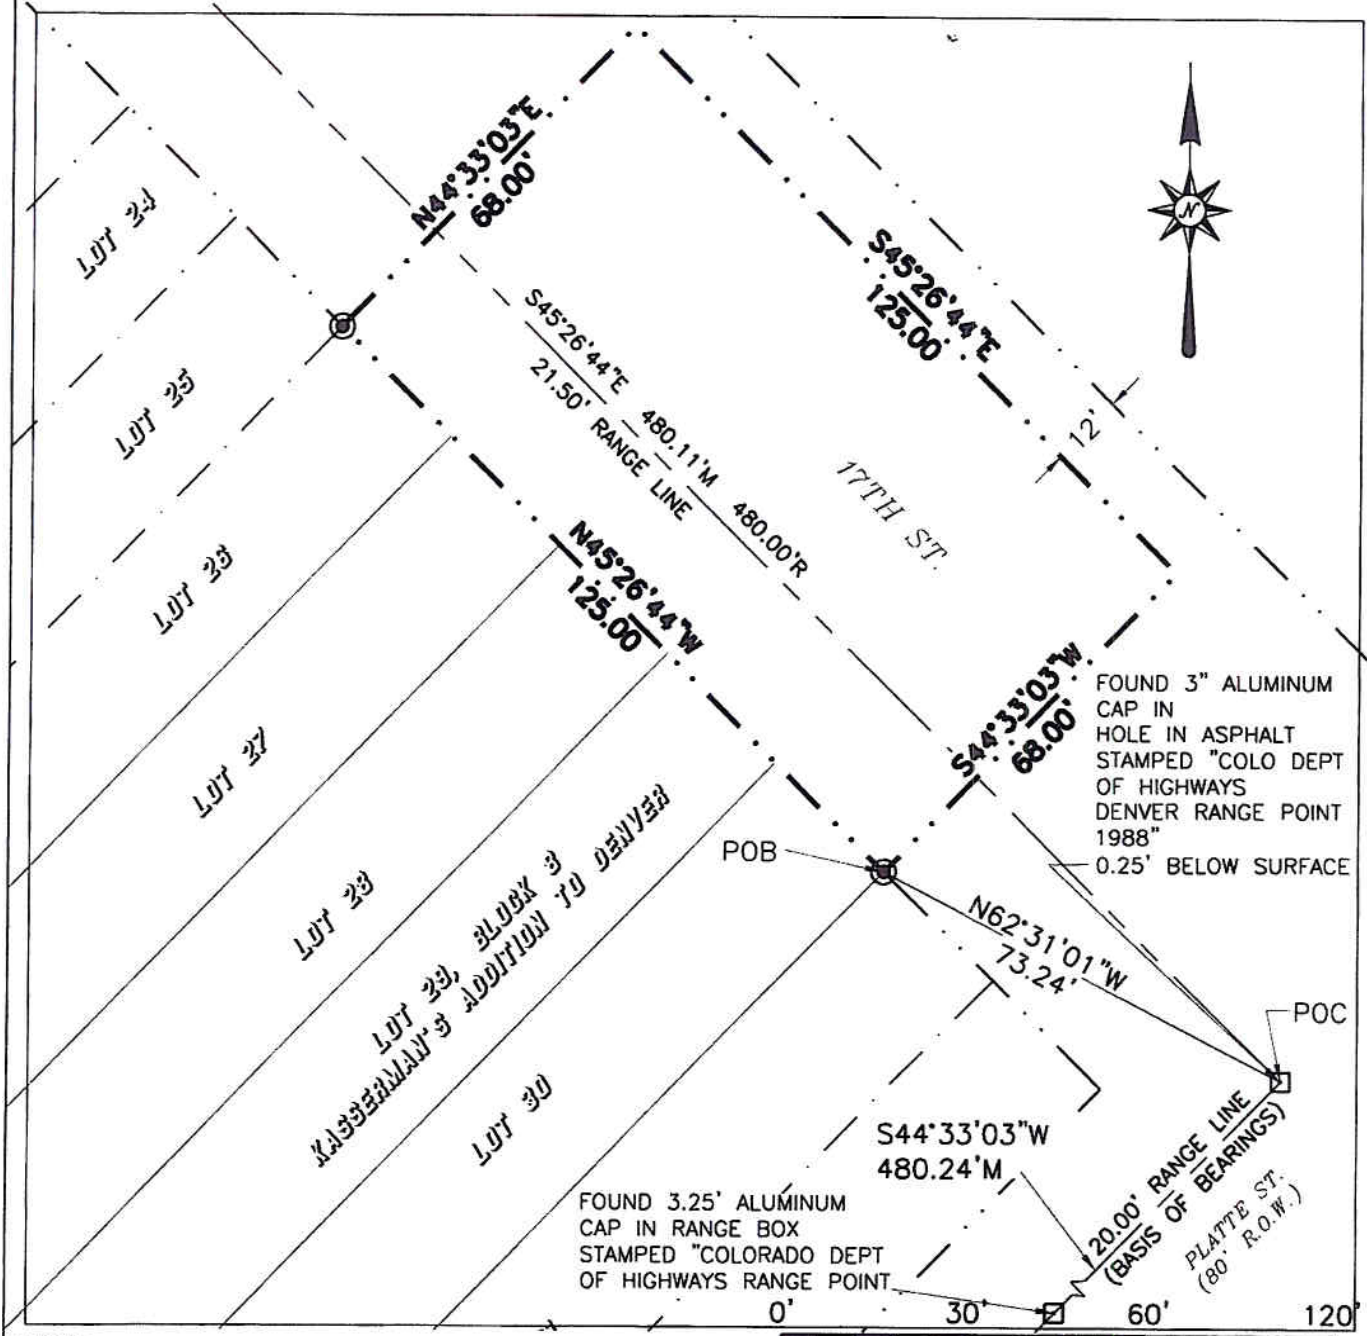 N44°33'03"E
68.00'
LOT 24
N
S45°26'44"E
125.00'
S45°26'44"E 480.11'M 480.00'R
21.50' RANGE LINE
12'
LOT 25
17TH ST.
LOT 26
N45°26'44"W
125.00
S44°33'03"W
68.00'
FOUND 3" ALUMINUM
CAP IN
HOLE IN ASPHALT
STAMPED "COLO DEPT
OF HIGHWAYS
DENVER RANGE POINT
1988"
0.25' BELOW SURFACE
LOT 27
POB
LOT 28
N62°31'01"W
73.24'
LOT 29, BLOCK 3
KASSERMAN'S ADDITION TO DENVER
POC
LOT 30
S44°33'03"W
480.24'M
20.00' RANGE LINE
(BASIS OF BEARINGS)
PLATTE ST.
(80' R.O.W.)
FOUND 3.25' ALUMINUM
CAP IN RANGE BOX
STAMPED "COLORADO DEPT
OF HIGHWAYS RANGE POINT
0' 30' 60' 120'